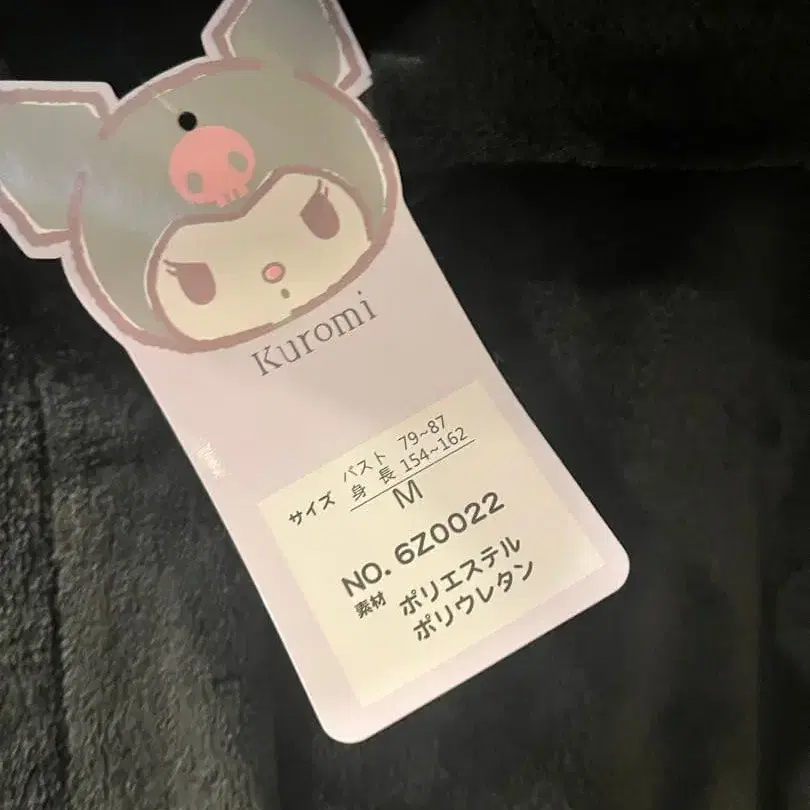 Kuromi
サイズ バスト 79~87
身長 154~162
M
NO. 6Z0022
素材 ポリエステル
ポリウレタン